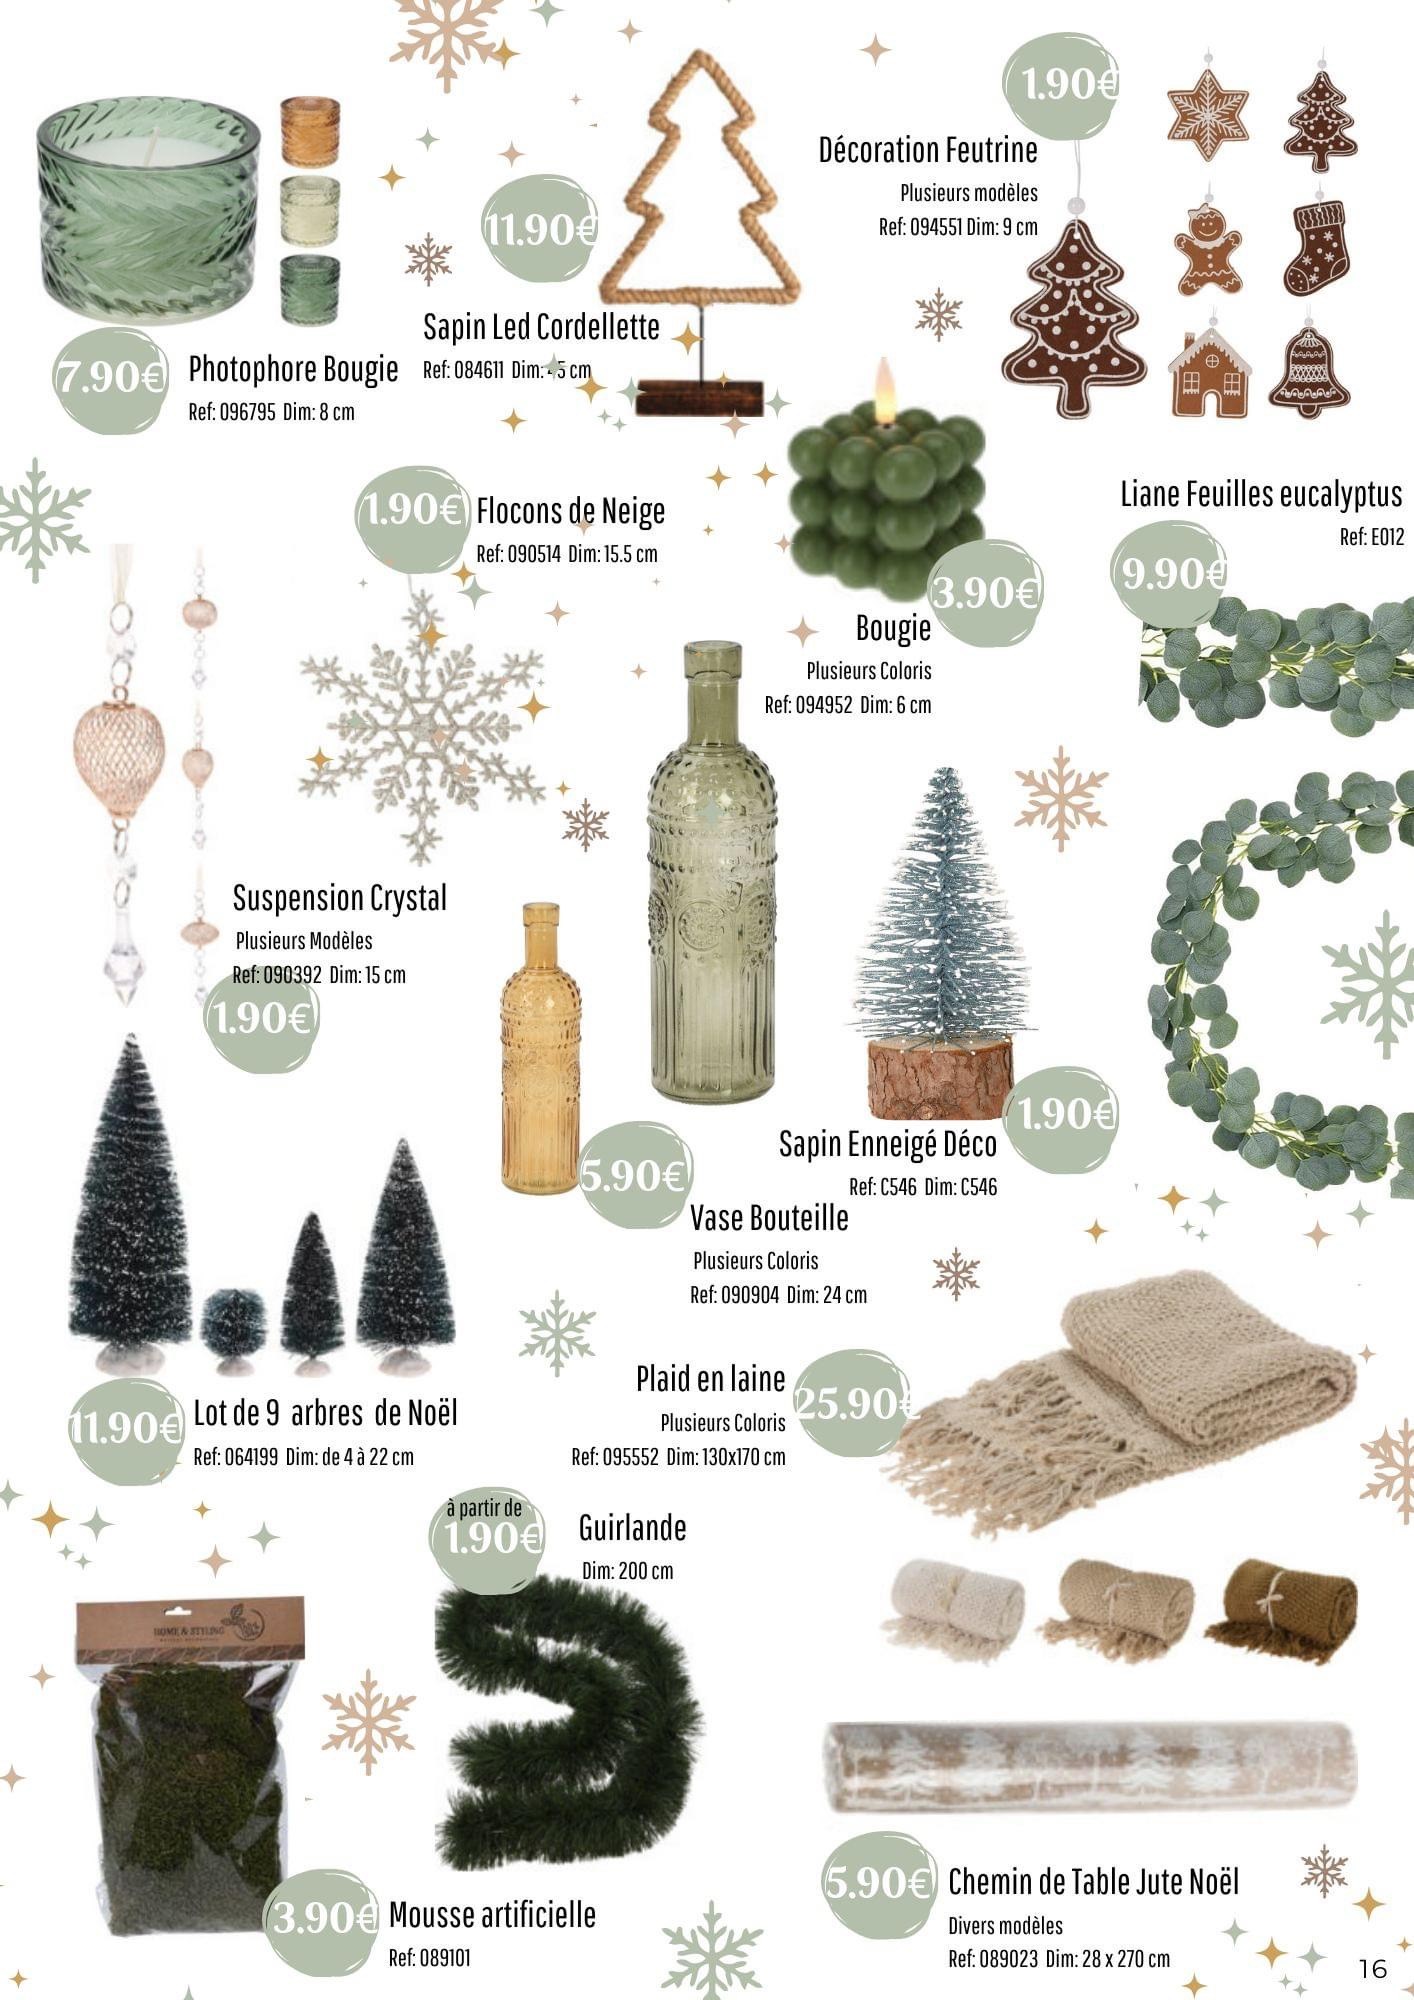 7.90€
Photophore Bougie
Ref: 096795 Dim: 8 cm
11.90€
Sapin Led Cordellette
Ref: 084611 Dim: 45 cm
1.90€
Décoration Feutrine
Plusieurs modèles
Ref: 094551 Dim: 9 cm
1.90€
Flocons de Neige
Ref: 090514 Dim: 15.5 cm
3.90€
Bougie
Plusieurs Coloris
Ref: 094952 Dim: 6 cm
Liane Feuilles eucalyptus
Ref: E012
9.90€
Suspension Crystal
Plusieurs Modèles
Ref: 090392 Dim: 15 cm
1.90€
5.90€
Vase Bouteille
Plusieurs Coloris
Ref: 090904 Dim: 24 cm
1.90€
Sapin Enneigé Déco
Ref: C546 Dim: C546
11.90€
Lot de 9 arbres de Noël
Ref: 064199 Dim: de 4 à 22 cm
Plaid en laine
25.90€
Plusieurs Coloris
Ref: 095552 Dim: 130x170 cm
à partir de
1.90€
Guirlande
Dim: 200 cm
HOME & STYLING
3.90€
Mousse artificielle
Ref: 089101
5.90€
Chemin de Table Jute Noël
Divers modèles
Ref: 089023 Dim: 28 x 270 cm
16